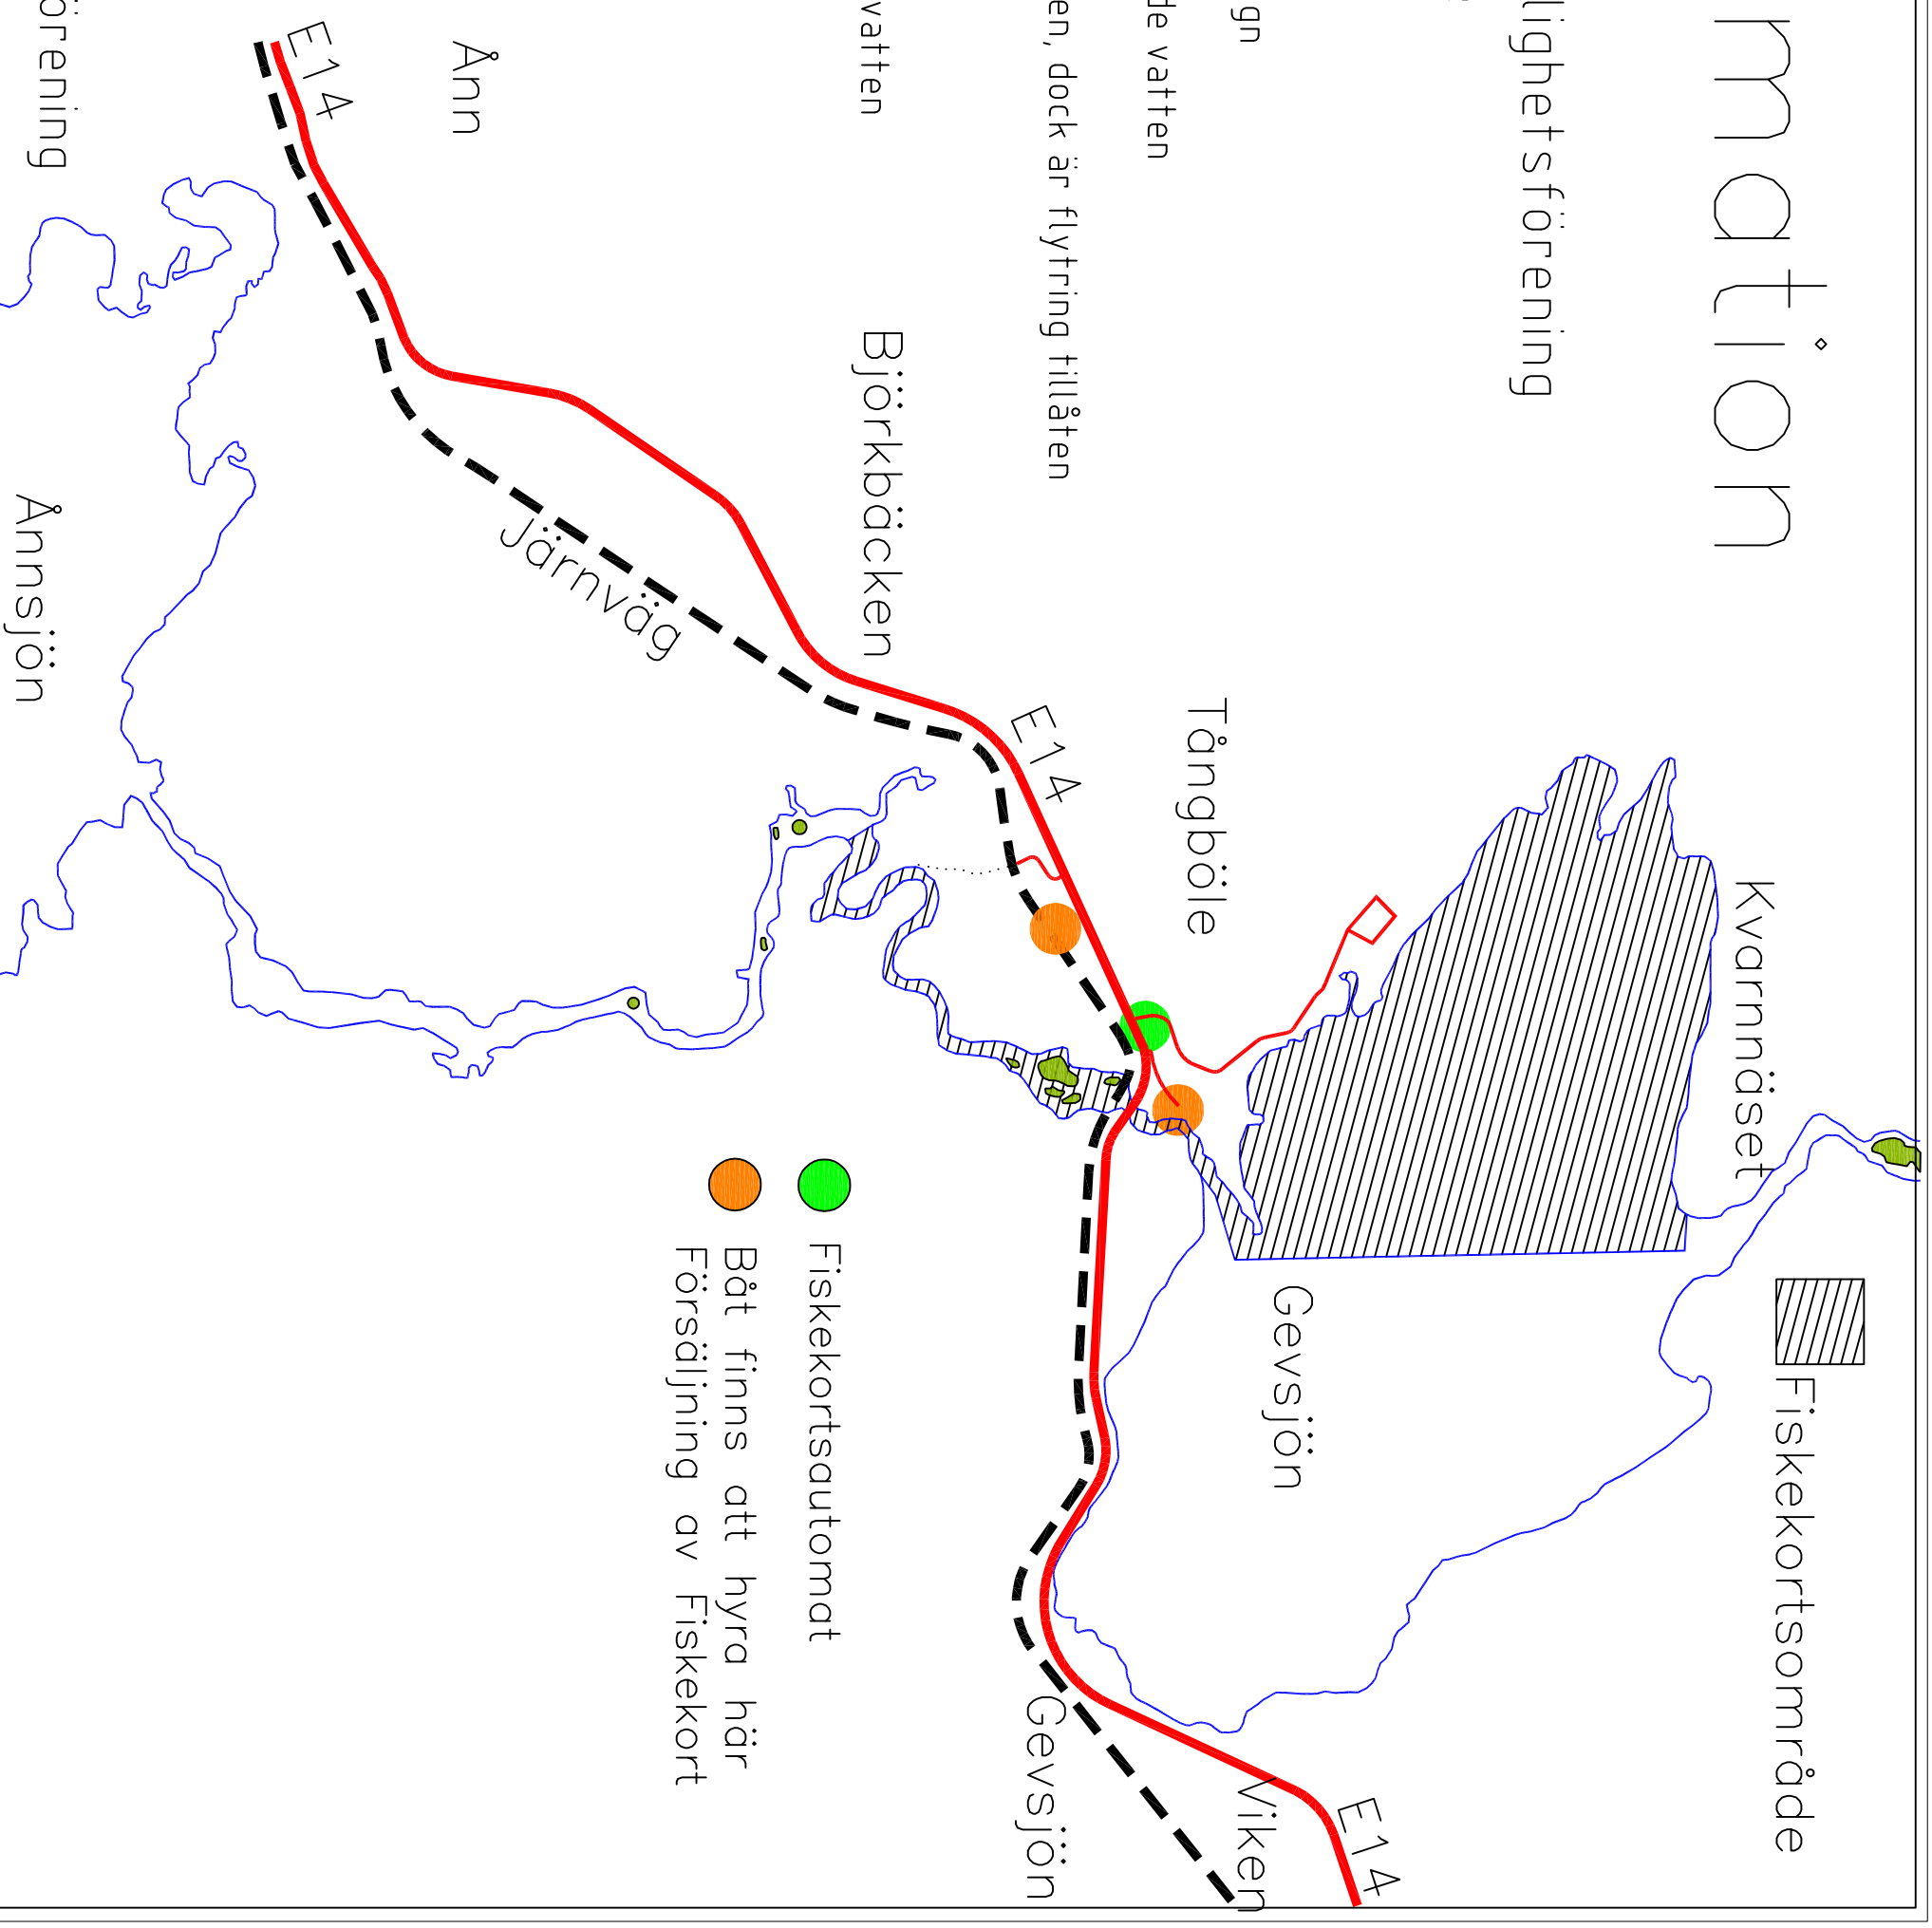 mation
lighetsförening
gn
de vatten
en, dock är flytring tillåten
vatten
örening
Kvarnnäset
Fiskekortsområde
Tångböle
Gevsjön
E14
Viken
E14
Gevsjön
Björkbäcken
Fiskekortsautomat
Båt finns att hyra här
Försäljning av Fiskekort
Järnväg
Ånn
E14
Ånnsjön